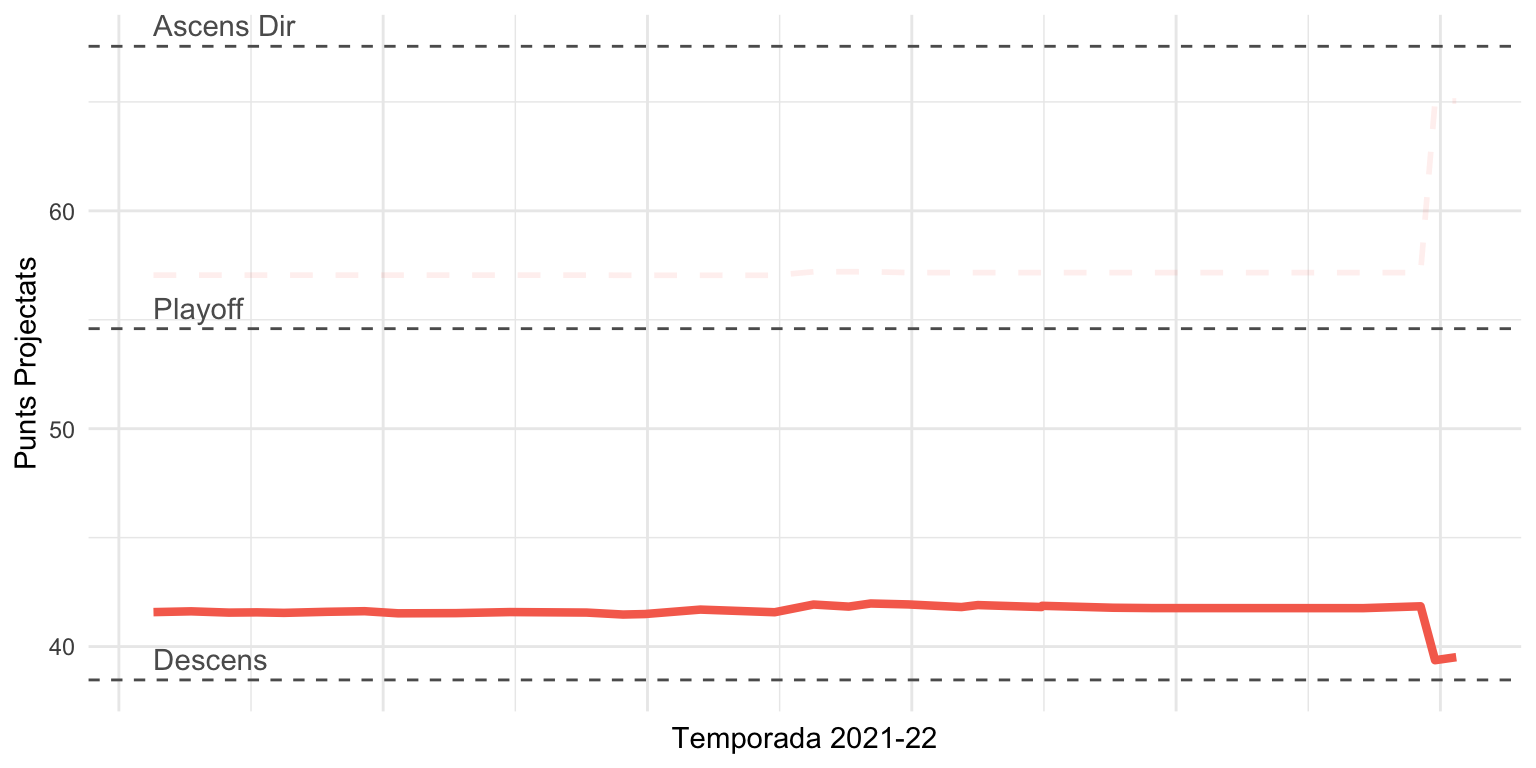 Ascens Dir
60
Playoff
50
40
Descens
Punts Projectats
Temporada 2021-22